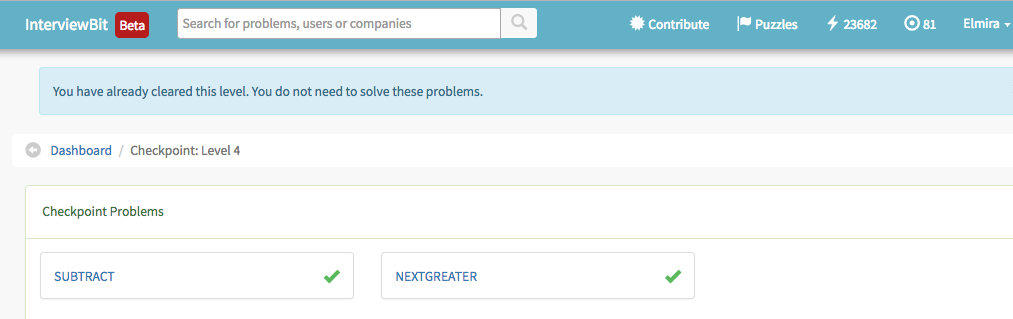 InterviewBit Beta Search for problems, users or companies Contribute Puzzles 23682 81 Elmira
You have already cleared this level. You do not need to solve these problems.
Dashboard / Checkpoint: Level 4
Checkpoint Problems
SUBTRACT NEXTGREATER